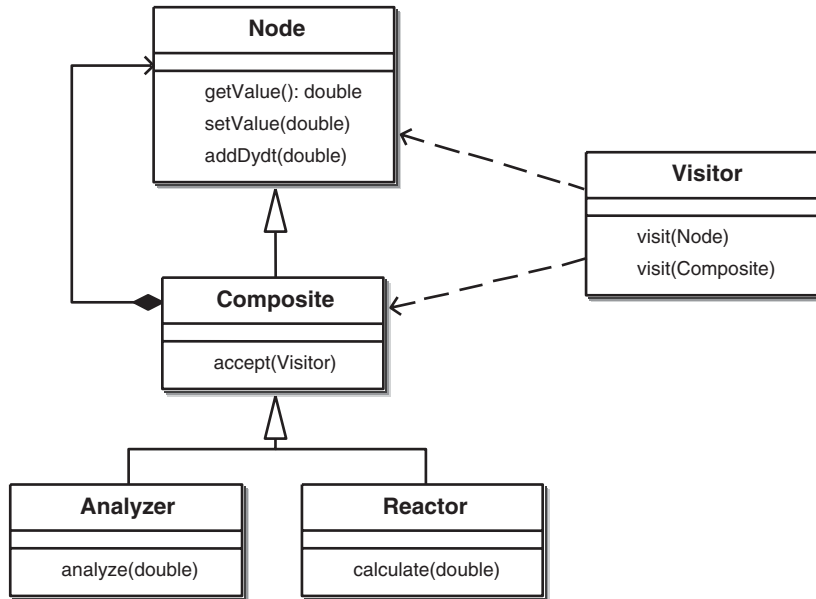 Node
getValue(): double
setValue(double)
addDydt(double)
Visitor
visit(Node)
visit(Composite)
Composite
accept(Visitor)
Analyzer
analyze(double)
Reactor
calculate(double)